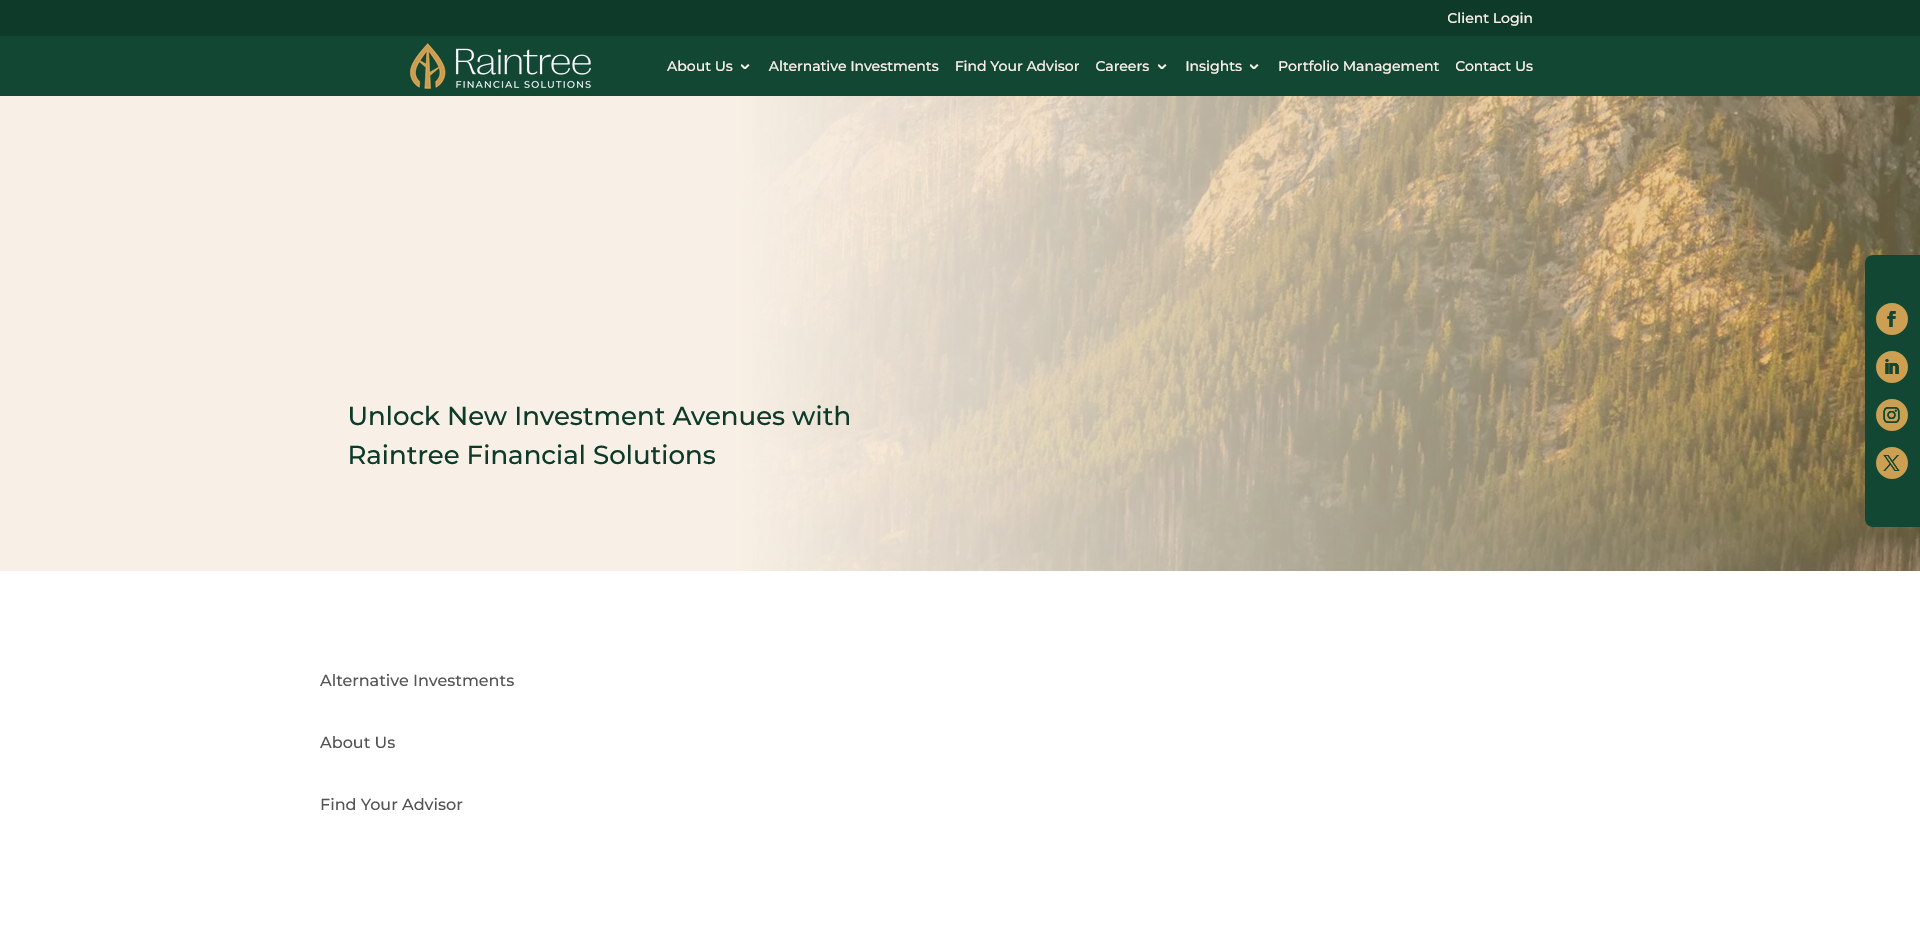 Client Login
Raintree
FINANCIAL SOLUTIONS
About Us
Alternative Investments
Find Your Advisor
Careers
Insights
Portfolio Management
Contact Us
Unlock New Investment Avenues with
Raintree Financial Solutions
Alternative Investments
About Us
Find Your Advisor